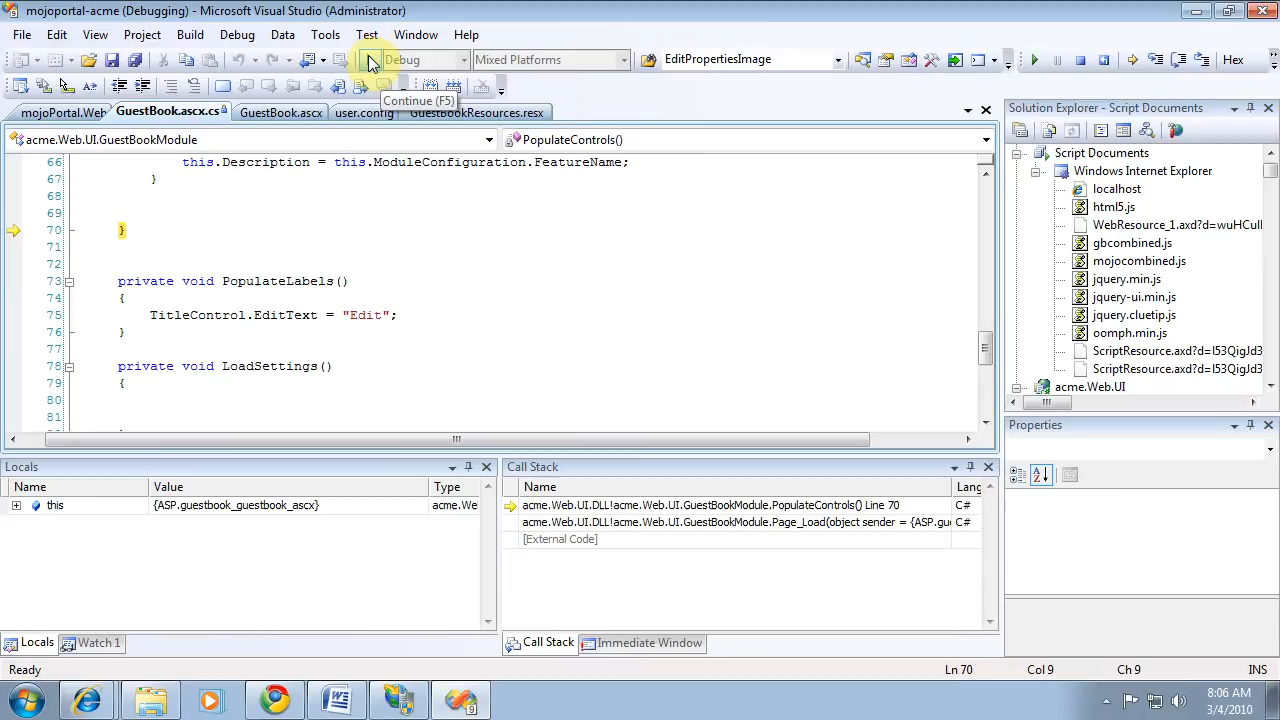 mojoportal-acme (Debugging) - Microsoft Visual Studio (Administrator)
File Edit View Project Build Debug Data Tools Test Window Help
Debug Mixed Platforms EditPropertiesImage Hex
Continue (F5)
mojoPortal.Web GuestBook.ascx.cs GuestBook.ascx user.config GuestBookResources.resx
Solution Explorer - Script Documents
acme.Web.UI.GuestBookModule PopulateControls()
66 this.Description = this.ModuleConfiguration.FeatureName;
67 }
68
69
70 }
71
72
73 private void PopulateLabels()
74 {
75 TitleControl.EditText = "Edit";
76 }
77
78 private void LoadSettings()
79 {
80
81
Script Documents
Windows Internet Explorer
localhost
html5.js
WebResource_1.axd?d=wuHCull
gbcombined.js
mojocombined.js
jquery.min.js
jquery-ui.min.js
jquery.cluetip.js
oomph.min.js
ScriptResource.axd?d=I53QigJd3
ScriptResource.axd?d=I53QigJd3
acme.Web.UI
Properties
Locals
Name Value Type
this {ASP.guestbook_guestbook_ascx} acme.We
Call Stack
Name Lang
acme.Web.UI.DLL!acme.Web.UI.GuestBookModule.PopulateControls() Line 70 C#
acme.Web.UI.DLL!acme.Web.UI.GuestBookModule.Page_Load(object sender = {ASP.gue C#
[External Code]
Locals Watch 1
Call Stack Immediate Window
Ready Ln 70 Col 9 Ch 9 INS
8:06 AM
3/4/2010